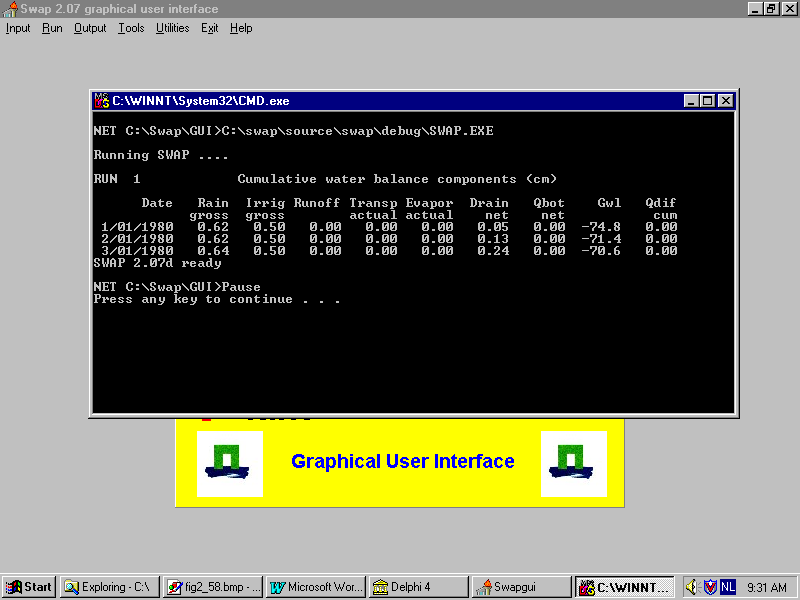 Swap 2.07 graphical user interface
Input Run Output Tools Utilities Exit Help
C:\WINNT\System32\CMD.exe
NET C:\Swap\GUI>C:\swap\source\swap\debug\SWAP.EXE
Running SWAP ....
RUN 1 Cumulative water balance components (cm)
Date Rain Irrig Runoff Transp Evapor Drain Qbot Gwl Qdif
gross gross actual actual net net cum
1/01/1980 0.62 0.50 0.00 0.00 0.00 0.05 0.00 -74.8 0.00
2/01/1980 0.62 0.50 0.00 0.00 0.00 0.13 0.00 -71.4 0.00
3/01/1980 0.64 0.50 0.00 0.00 0.00 0.24 0.00 -70.6 0.00
SWAP 2.07d ready
NET C:\Swap\GUI>Pause
Press any key to continue . . .
Graphical User Interface
Start Exploring - C:\ fig2_58.bmp - ... Microsoft Wor... Delphi 4 Swapgui C:\WINNT... NL 9:31 AM